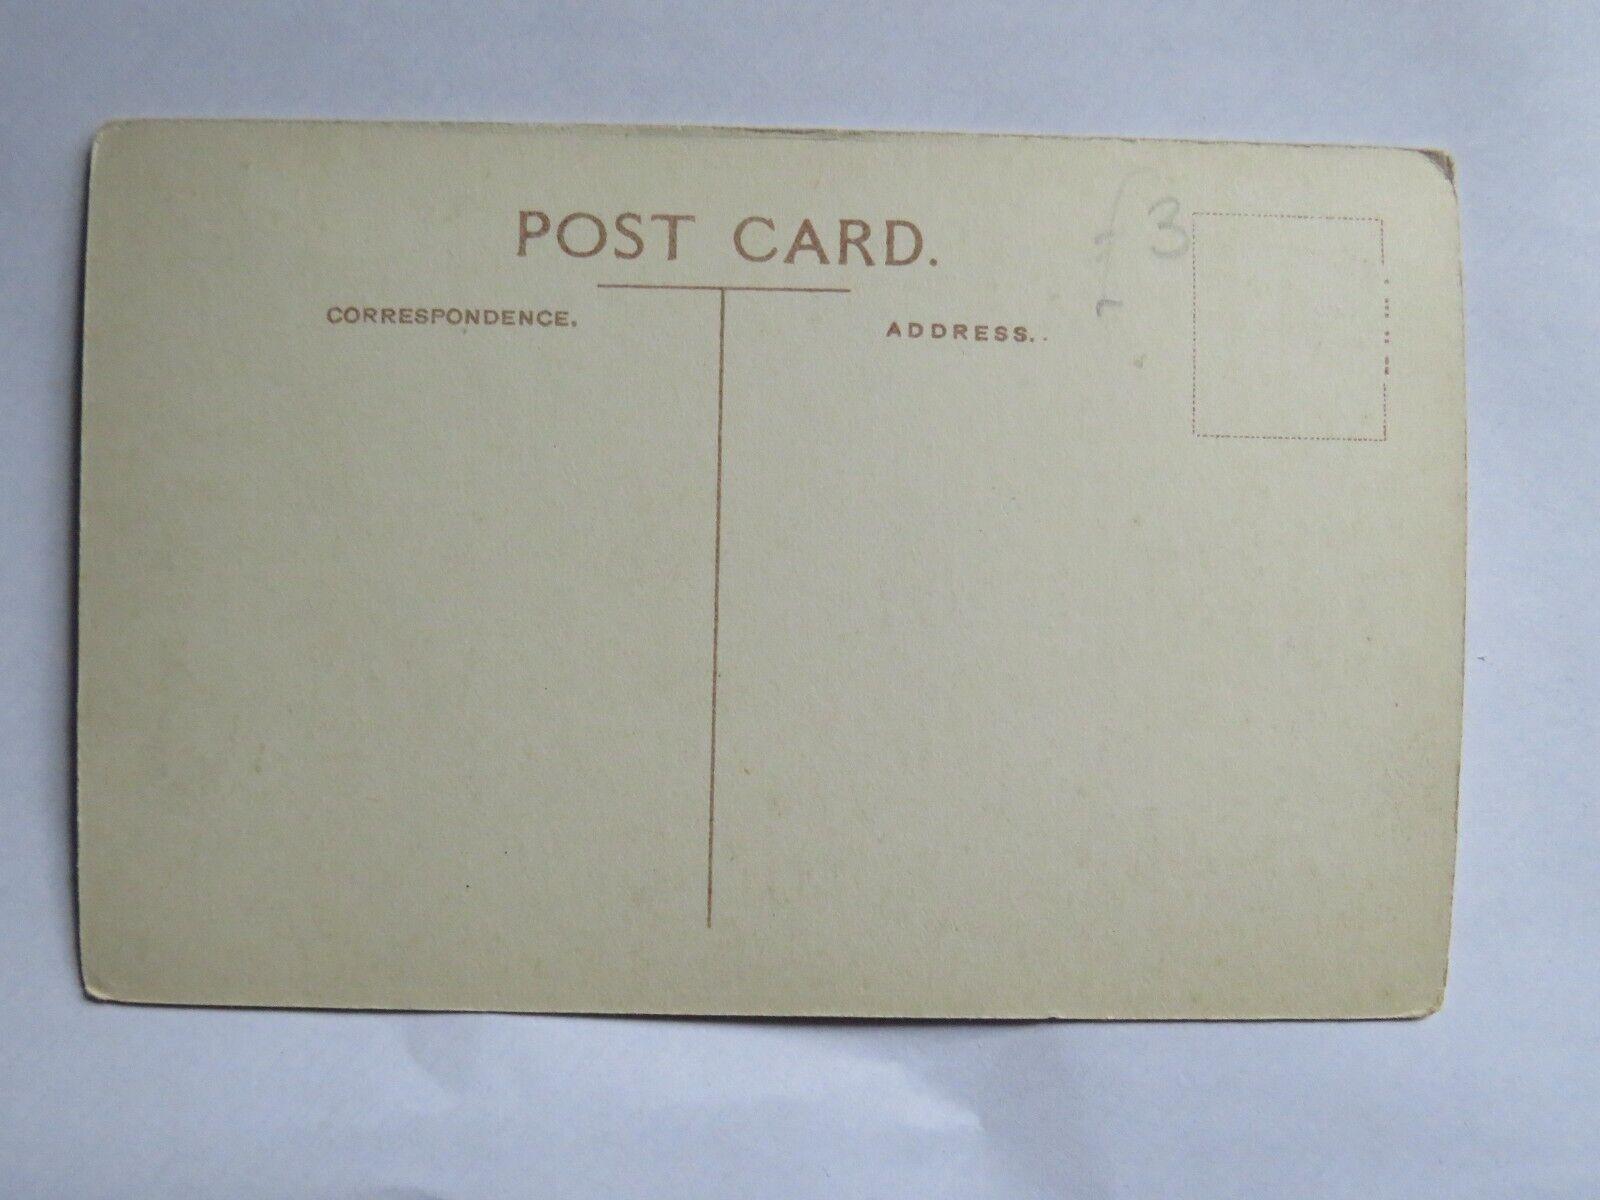 POST CARD.
£3
CORRESPONDENCE.
ADDRESS.